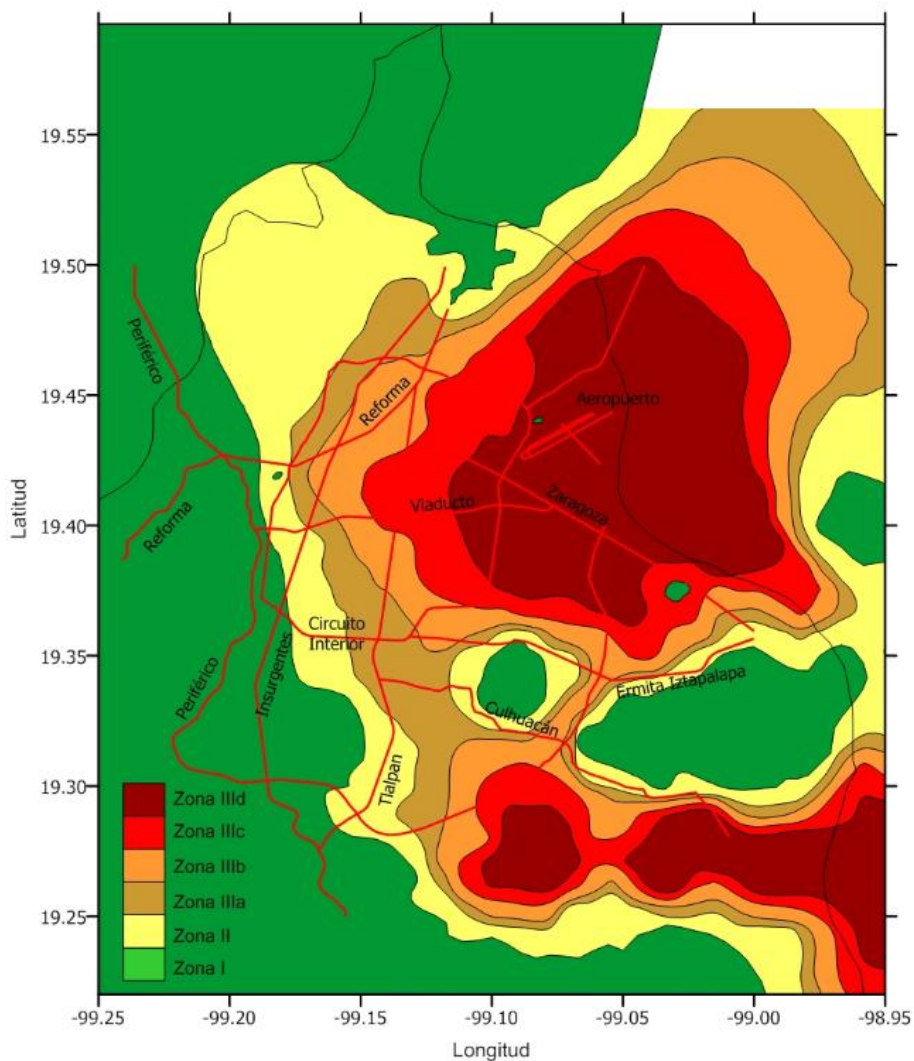 19.55
19.50
19.45
19.40
19.35
19.30
19.25
Latitud
Periférico
Reforma
Aeropuerto
Viaducto
Zaragoza
Reforma
Circuito
Interior
Insurgentes
Periférico
Ermita Iztapalapa
Culhuacán
Tlalpan
Zona IIId
Zona IIIc
Zona IIIb
Zona IIIa
Zona II
Zona I
-99.25
-99.20
-99.15
-99.10
-99.05
-99.00
-98.95
Longitud